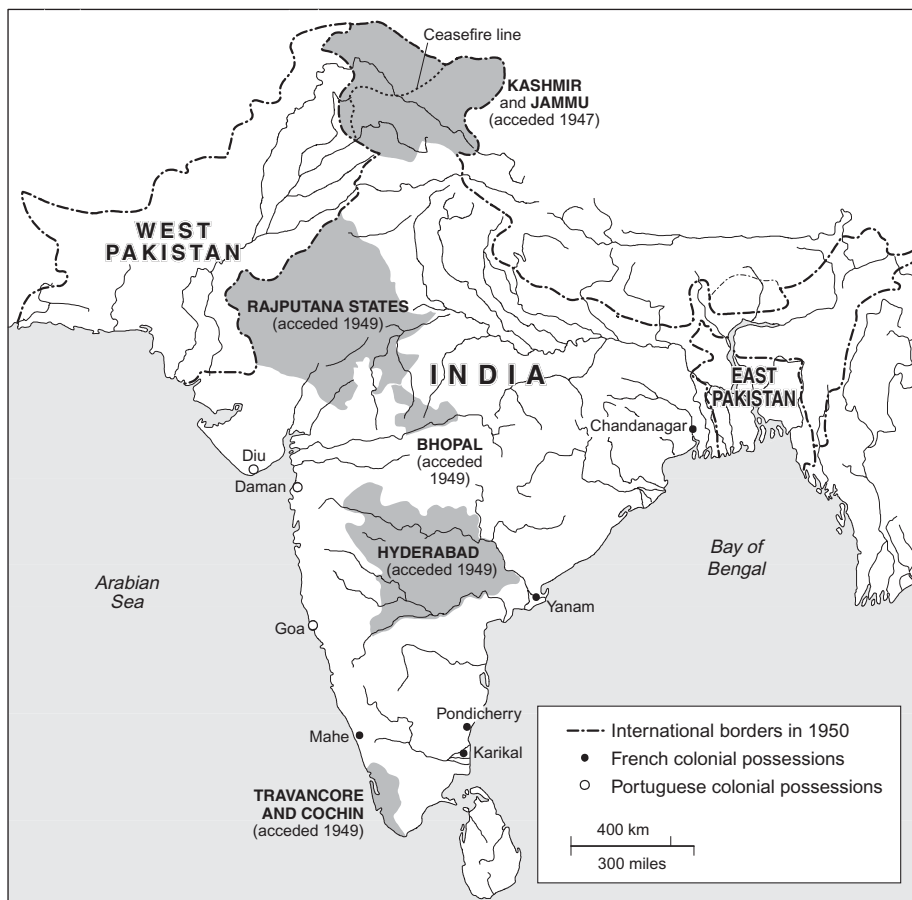 Ceasefire line
KASHMIR
and JAMMU
(acceded 1947)
WEST
PAKISTAN
RAJPUTANA STATES
(acceded 1949)
INDIA
EAST
PAKISTAN
Chandanagar
BHOPAL
(acceded
1949)
Diu
Daman
HYDERABAD
(acceded 1949)
Bay of
Bengal
Arabian
Sea
Yanam
Goa
Pondicherry
Mahe
Karikal
TRAVANCORE
AND COCHIN
(acceded 1949)
International borders in 1950
French colonial possessions
Portuguese colonial possessions
400 km
300 miles